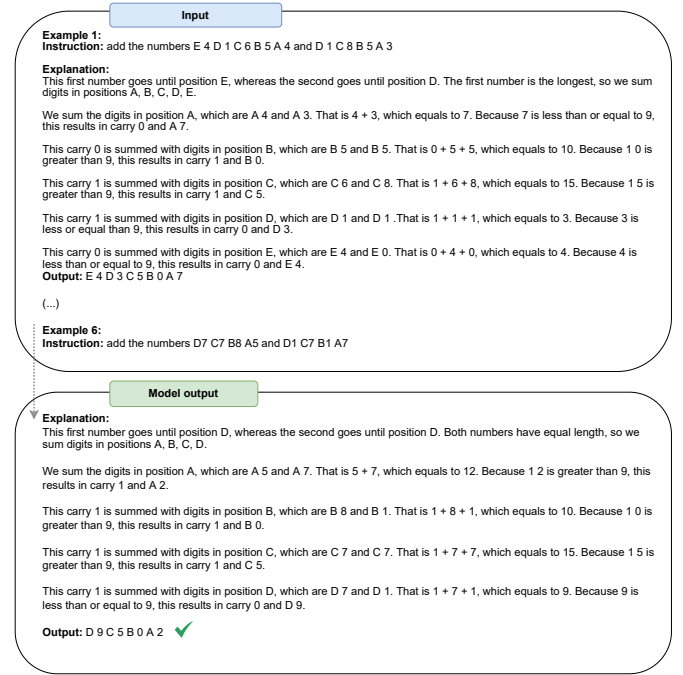 Input
Example 1:
Instruction: add the numbers E 4 D 1 C 6 B 5 A 4 and D 1 C 8 B 5 A 3
Explanation:
This first number goes until position E, whereas the second goes until position D. The first number is the longest, so we sum
digits in positions A, B, C, D, E.
We sum the digits in position A, which are A 4 and A 3. That is 4 + 3, which equals to 7. Because 7 is less than or equal to 9,
this results in carry 0 and A 7.
This carry 0 is summed with digits in position B, which are B 5 and B 5. That is 0 + 5 + 5, which equals to 10. Because 1 0 is
greater than 9, this results in carry 1 and B 0.
This carry 1 is summed with digits in position C, which are C 6 and C 8. That is 1 + 6 + 8, which equals to 15. Because 1 5 is
greater than 9, this results in carry 1 and C 5.
This carry 1 is summed with digits in position D, which are D 1 and D 1 .That is 1 + 1 + 1, which equals to 3. Because 3 is
less or equal than 9, this results in carry 0 and D 3.
This carry 0 is summed with digits in position E, which are E 4 and E 0. That is 0 + 4 + 0, which equals to 4. Because 4 is
less than or equal to 9, this results in carry 0 and E 4.
Output: E 4 D 3 C 5 B 0 A 7
(...)
Example 6:
Instruction: add the numbers D7 C7 B8 A5 and D1 C7 B1 A7
Model output
Explanation:
This first number goes until position D, whereas the second goes until position D. Both numbers have equal length, so we
sum digits in positions A, B, C, D.
We sum the digits in position A, which are A 5 and A 7. That is 5 + 7, which equals to 12. Because 1 2 is greater than 9, this
results in carry 1 and A 2.
This carry 1 is summed with digits in position B, which are B 8 and B 1. That is 1 + 8 + 1, which equals to 10. Because 1 0 is
greater than 9, this results in carry 1 and B 0.
This carry 1 is summed with digits in position C, which are C 7 and C 7. That is 1 + 7 + 7, which equals to 15. Because 1 5 is
greater than 9, this results in carry 1 and C 5.
This carry 1 is summed with digits in position D, which are D 7 and D 1. That is 1 + 7 + 1, which equals to 9. Because 9 is
less than or equal to 9, this results in carry 0 and D 9.
Output: D 9 C 5 B 0 A 2